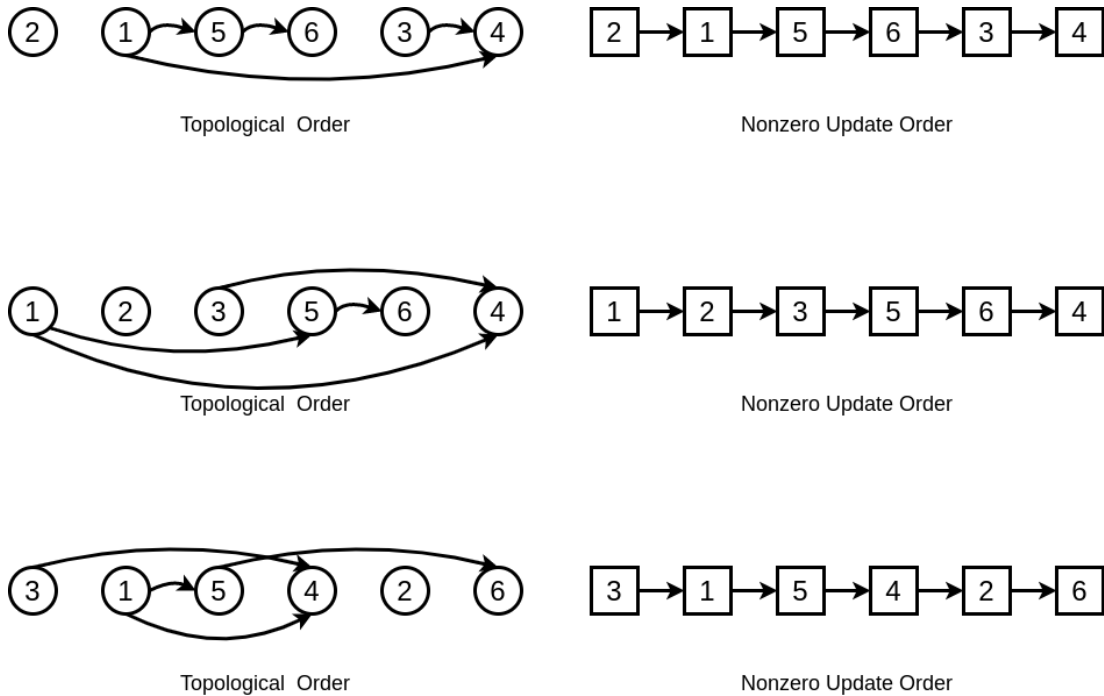 2 1 5 6 3 4 2 1 5 6 3 4
Topological Order Nonzero Update Order
1 2 3 5 6 4 1 2 3 5 6 4
Topological Order Nonzero Update Order
3 1 5 4 2 6 3 1 5 4 2 6
Topological Order Nonzero Update Order